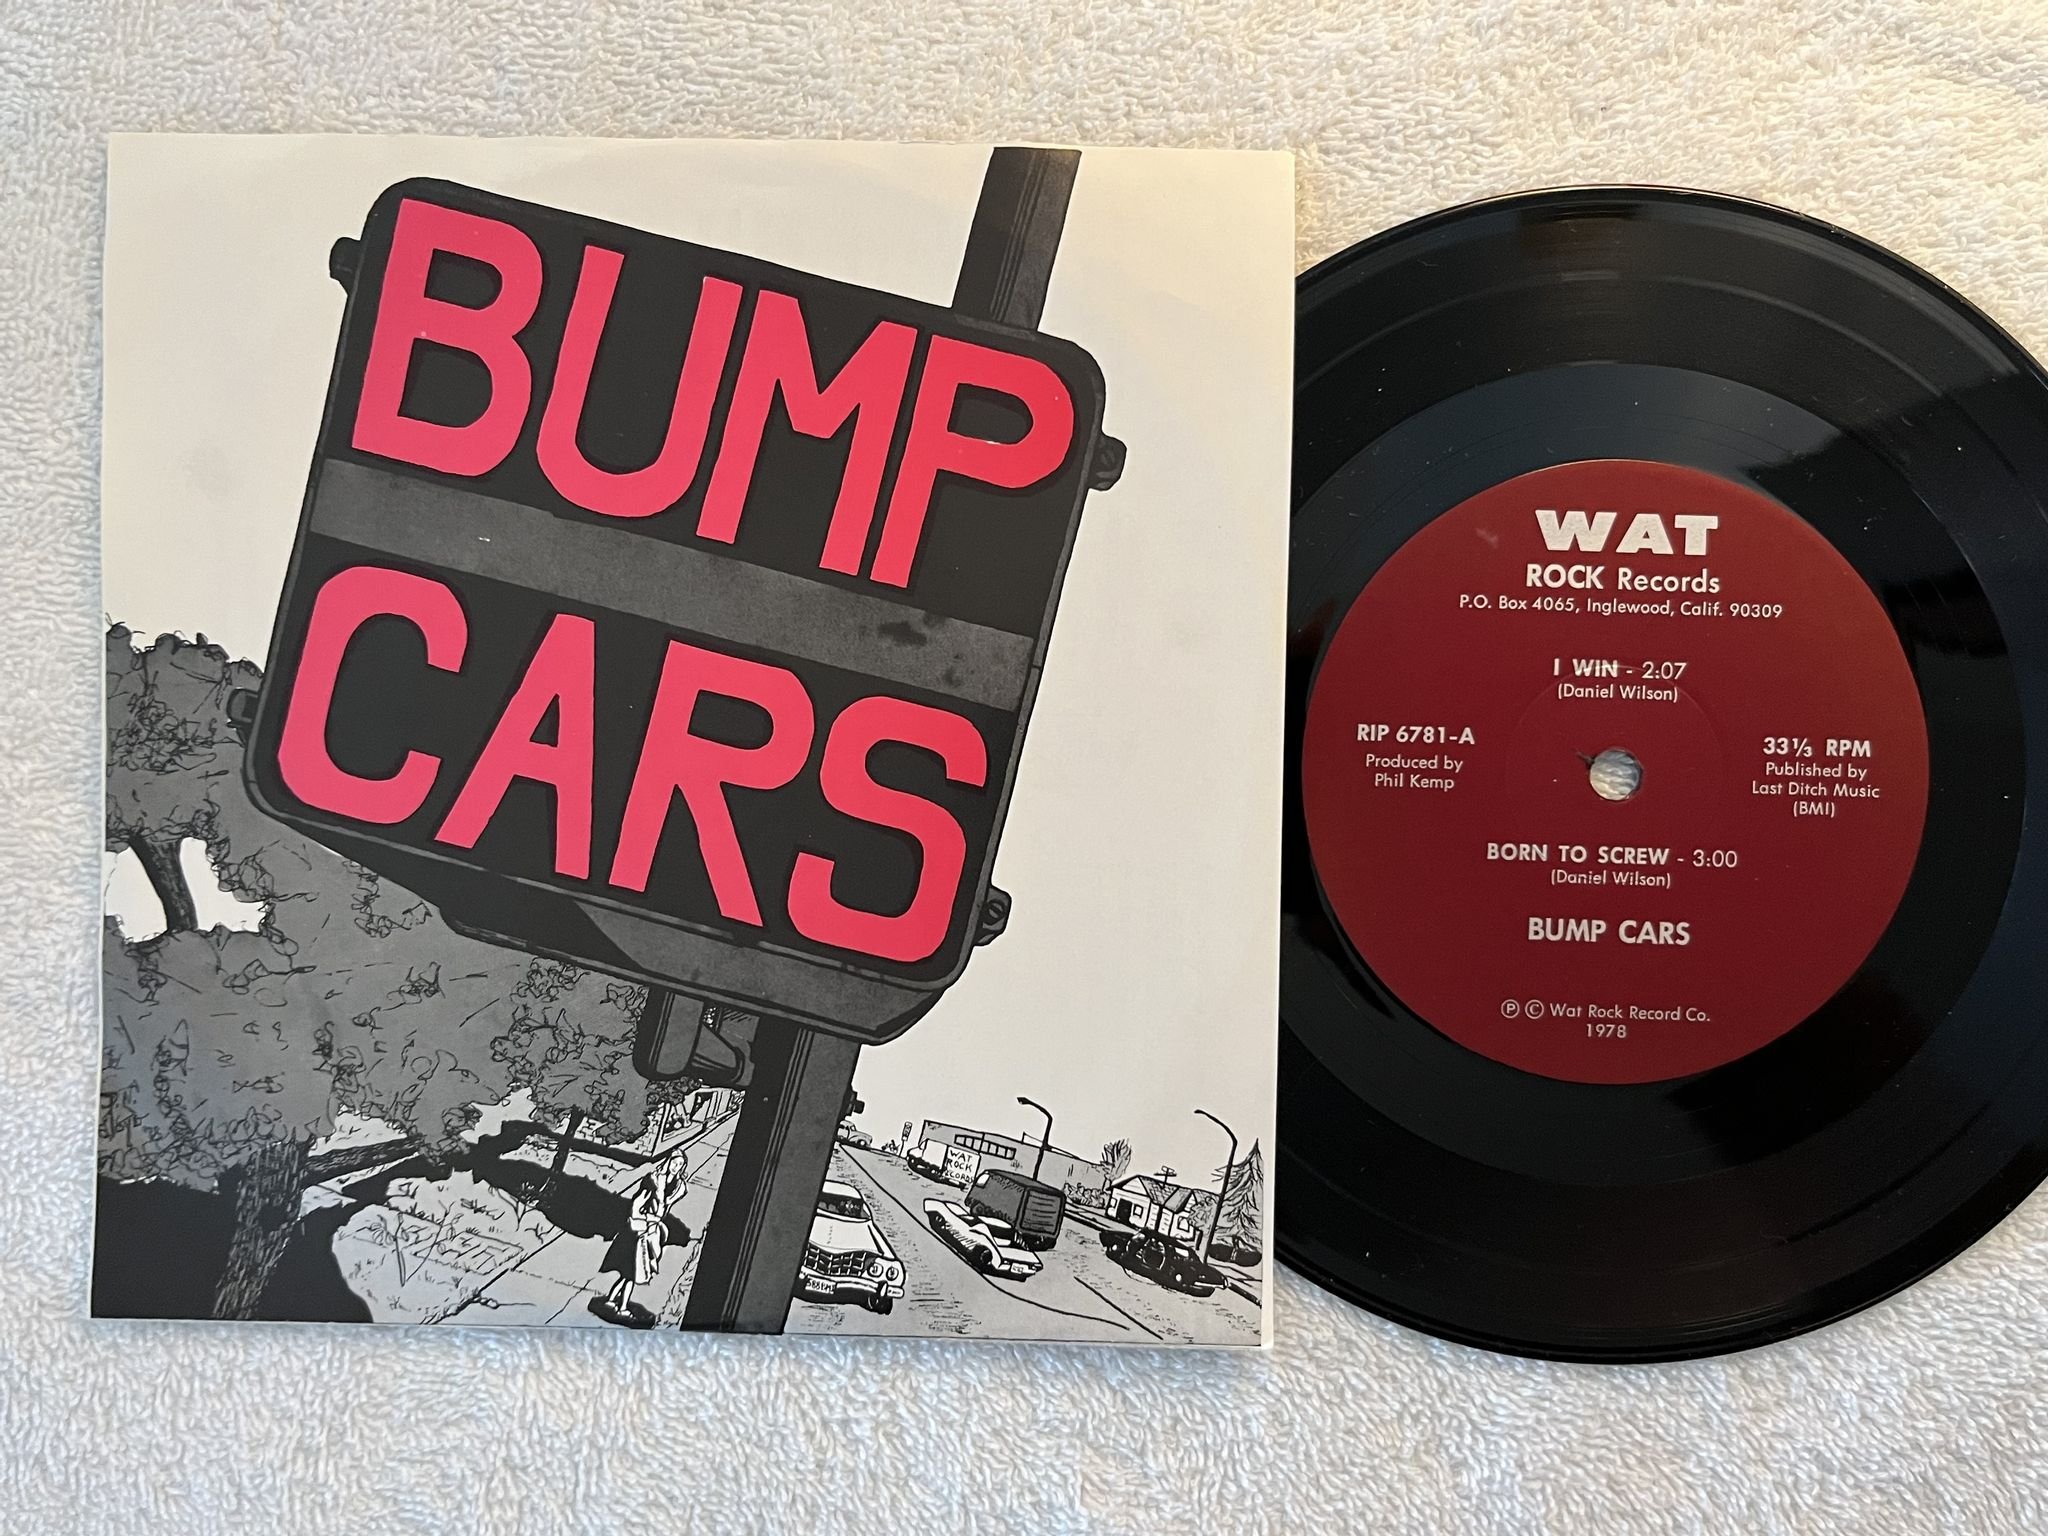 BUMP
CARS
WAT
ROCK
WAT
ROCK Records
P.O. Box 4065, Inglewood, Calif. 90309
I WIN - 2:07
(Daniel Wilson)
RIP 6781-A
Produced by
Phil Kemp
33⅓ RPM
Published by
Last Ditch Music
(BMI)
BORN TO SCREW - 3:00
(Daniel Wilson)
BUMP CARS
Ⓟ © Wat Rock Record Co.
1978